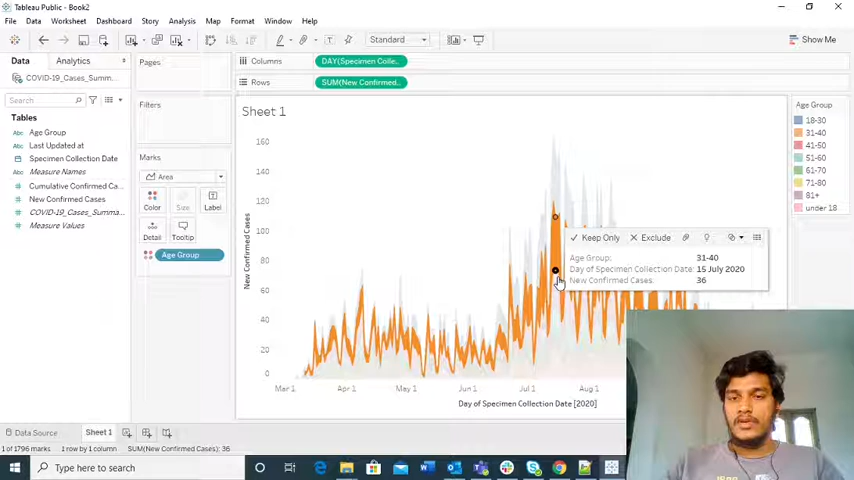 Tableau Public - Book2
File Data Worksheet Dashboard Story Analysis Map Format Window Help
Standard
Show Me
Data Analytics
COVID-19_Cases_Summ...
Search
Tables
Age Group
Last Updated at
Specimen Collection Date
Measure Names
Cumulative Confirmed Ca...
New Confirmed Cases
COVID-19_Cases_Summa...
Measure Values
Pages
Filters
Marks
Area
Color Size Label
Detail Tooltip
Age Group
Columns DAY(Specimen Colle..
Rows SUM(New Confirmed..
Sheet 1
160
140
120
100
80
60
40
20
0
New Confirmed Cases
Mar 1 Apr 1 May 1 Jun 1 Jul 1 Aug 1
Day of Specimen Collection Date [2020]
Keep Only Exclude
Age Group: 31-40
Day of Specimen Collection Date: 15 July 2020
New Confirmed Cases: 36
Age Group
18-30
31-40
41-50
51-60
61-70
71-80
81+
under 18
Data Source Sheet 1
1 of 1796 marks 1 row by 1 column SUM(New Confirmed Cases): 36
Type here to search